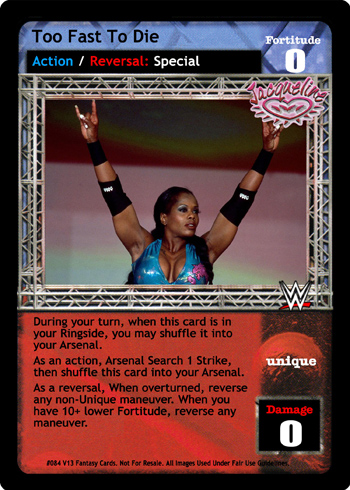 Too Fast To Die
Fortitude
0
Action / Reversal: Special
Jacqueline
W
During your turn, when this card is in
your Ringside, you may shuffle it into
your Arsenal.
As an action, Arsenal Search 1 Strike,
then shuffle this card into your Arsenal.
As a reversal, When overturned, reverse
any non-Unique maneuver. When you
have 10+ lower Fortitude, reverse any
maneuver.
unique
Damage
0
#084 V13 Fantasy Cards. Not For Resale. All Images Used Under Fair Use Guidelines.